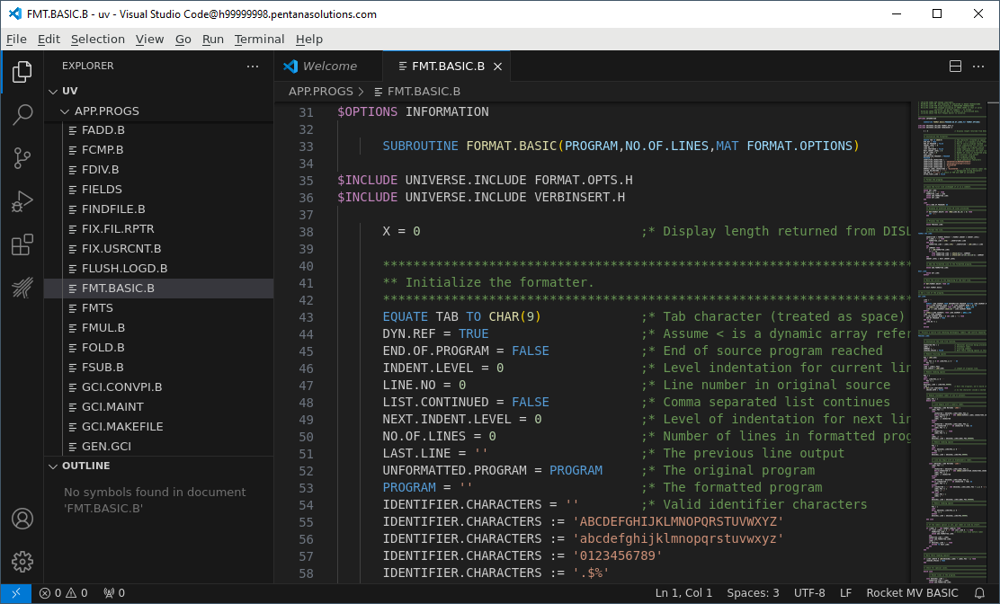 FMT.BASIC.B - uv - Visual Studio Code@h99999998.pentanasolutions.com
File Edit Selection View Go Run Terminal Help
EXPLORER
UV
APP.PROGS
FADD.B
FCMP.B
FDIV.B
FIELDS
FINDFILE.B
FIX.FIL.RPTR
FIX.USRCNT.B
FLUSH.LOGD.B
FMT.BASIC.B
FMTS
FMUL.B
FOLD.B
FSUB.B
GCI.CONVPI.B
GCI.MAINT
GCI.MAKEFILE
GEN.GCI
OUTLINE
No symbols found in document
'FMT.BASIC.B'
Welcome FMT.BASIC.B
APP.PROGS > FMT.BASIC.B
31 $OPTIONS INFORMATION
32
33 SUBROUTINE FORMAT.BASIC(PROGRAM,NO.OF.LINES,MAT FORMAT.OPTIONS)
34
35 $INCLUDE UNIVERSE.INCLUDE FORMAT.OPTS.H
36 $INCLUDE UNIVERSE.INCLUDE VERBINSERT.H
37
38 X = 0 ;* Display length returned from DISL
39
40 **********************************************************************
41 ** Initialize the formatter.
42 **********************************************************************
43 EQUATE TAB TO CHAR(9) ;* Tab character (treated as space)
44 DYN.REF = TRUE ;* Assume < is a dynamic array refer
45 END.OF.PROGRAM = FALSE ;* End of source program reached
46 INDENT.LEVEL = 0 ;* Level indentation for current lin
47 LINE.NO = 0 ;* Line number in original source
48 LIST.CONTINUED = FALSE ;* Comma separated list continues
49 NEXT.INDENT.LEVEL = 0 ;* Level of indentation for next lin
50 NO.OF.LINES = 0 ;* Number of lines in formatted prog
51 LAST.LINE = '' ;* The previous line output
52 UNFORMATTED.PROGRAM = PROGRAM ;* The original program
53 PROGRAM = '' ;* The formatted program
54 IDENTIFIER.CHARACTERS = '' ;* Valid identifier characters
55 IDENTIFIER.CHARACTERS := 'ABCDEFGHIJKLMNOPQRSTUVWXYZ'
56 IDENTIFIER.CHARACTERS := 'abcdefghijklmnopqrstuvwxyz'
57 IDENTIFIER.CHARACTERS := '0123456789'
58 IDENTIFIER.CHARACTERS := '.$%'
0 0 0 Ln 1, Col 1 Spaces: 3 UTF-8 LF Rocket MV BASIC